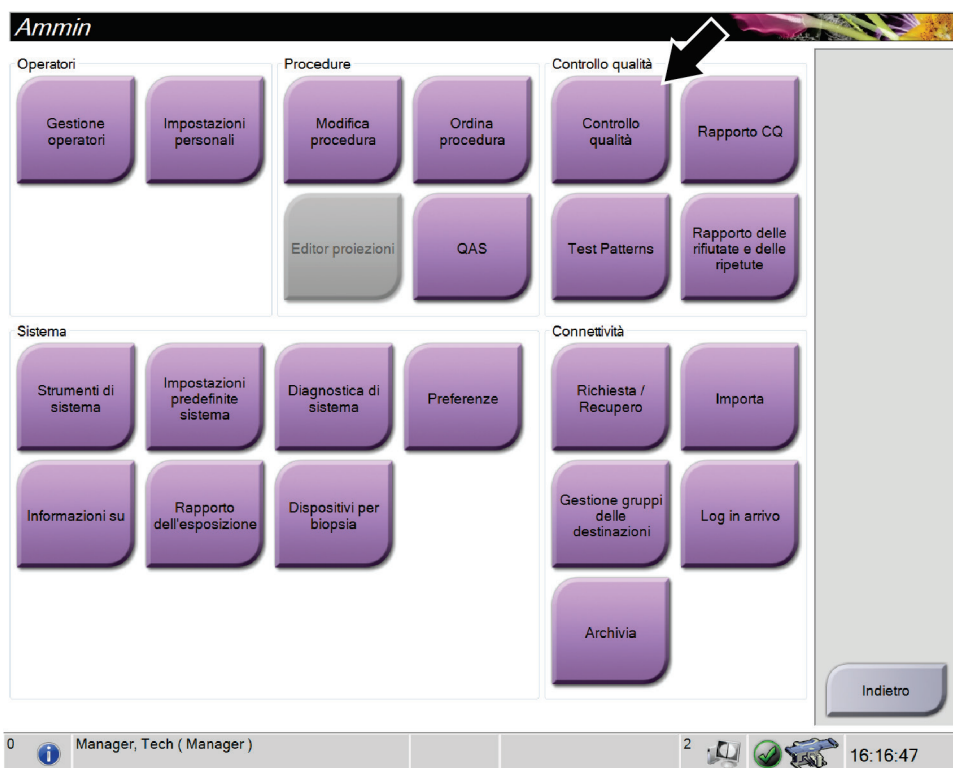 Ammin
Operatori
Gestione
operatori
Impostazioni
personali
Procedure
Modifica
procedura
Ordina
procedura
Editor proiezioni
QAS
Controllo qualità
Controllo
qualità
Rapporto CQ
Test Patterns
Rapporto delle
rifiutate e delle
ripetute
Sistema
Strumenti di
sistema
Impostazioni
predefinite
sistema
Diagnostica di
sistema
Preferenze
Informazioni su
Rapporto
dell'esposizione
Dispositivi per
biopsia
Connettività
Richiesta /
Recupero
Importa
Gestione gruppi
delle
destinazioni
Log in arrivo
Archivia
Indietro
0
Manager, Tech ( Manager )
2
16:16:47